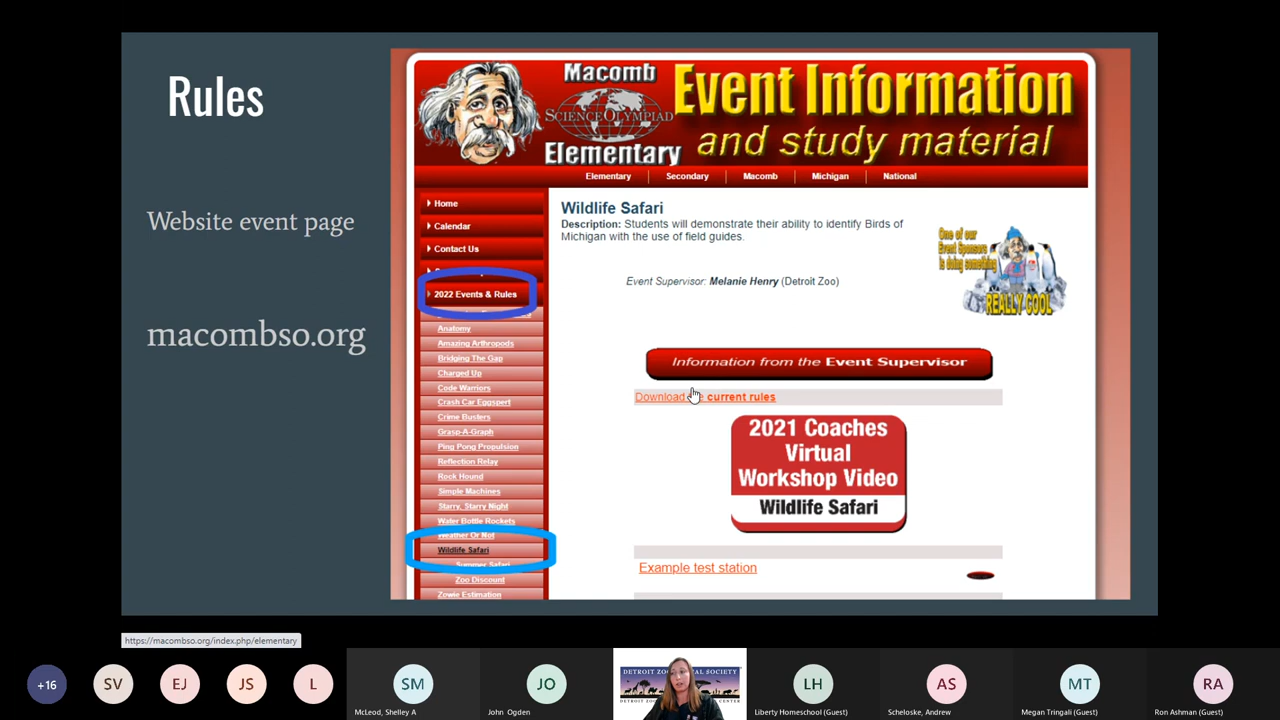 Rules
Website event page
macombso.org
Macomb
SCIENCE OLYMPIAD
Elementary
Event Information
and study material
Elementary
Secondary
Macomb
Michigan
National
Home
Calendar
Contact Us
2022 Events & Rules
Anatomy
Amazing Arthropods
Bridging The Gap
Charged Up
Code Warriors
Crash Car Eggspert
Crime Busters
Grasp-A-Graph
Ping Pong Propulsion
Reflection Relay
Rock Hound
Simple Machines
Starry, Starry Night
Water Bottle Rockets
Weather Or Not
Wildlife Safari
Summer Safari
Zoo Discount
Zowie Estimation
Wildlife Safari
Description: Students will demonstrate their ability to identify Birds of
Michigan with the use of field guides.
Event Supervisor: Melanie Henry (Detroit Zoo)
One of our
Event Sponsors
is doing something
REALLY COOL
Information from the Event Supervisor
Download current rules
2021 Coaches
Virtual
Workshop Video
Wildlife Safari
Example test station
https://macombso.org/index.php/elementary
+16
SV
EJ
JS
L
SM
McLeod, Shelley A
JO
John Ogden
DETROIT ZOOLOGICAL SOCIETY
LH
Liberty Homeschool (Guest)
AS
Scheloske, Andrew
MT
Megan Tringali (Guest)
RA
Ron Ashman (Guest)